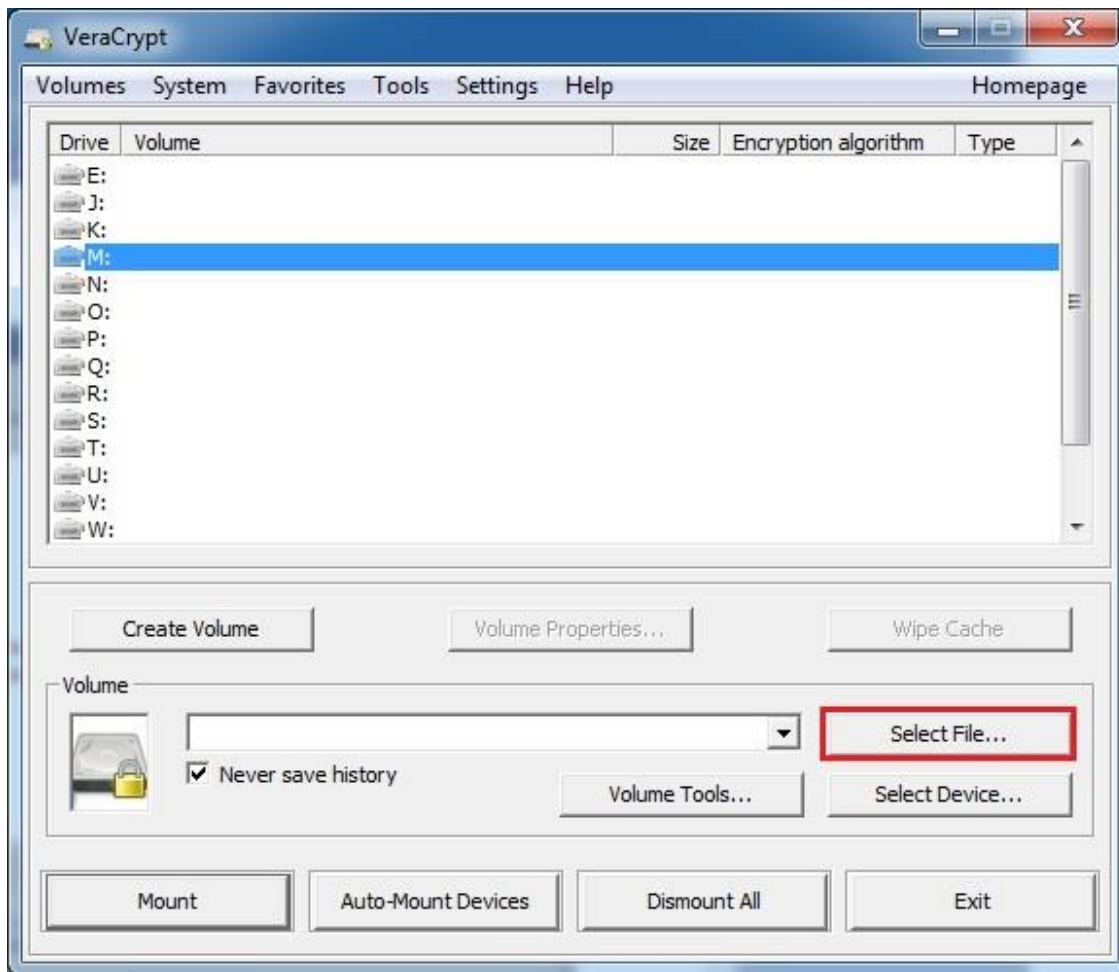 VeraCrypt
Volumes System Favorites Tools Settings Help Homepage
Drive Volume Size Encryption algorithm Type
E:
J:
K:
M:
N:
O:
P:
Q:
R:
S:
T:
U:
V:
W:
Create Volume Volume Properties... Wipe Cache
Volume
Select File...
Never save history
Volume Tools... Select Device...
Mount Auto-Mount Devices Dismount All Exit